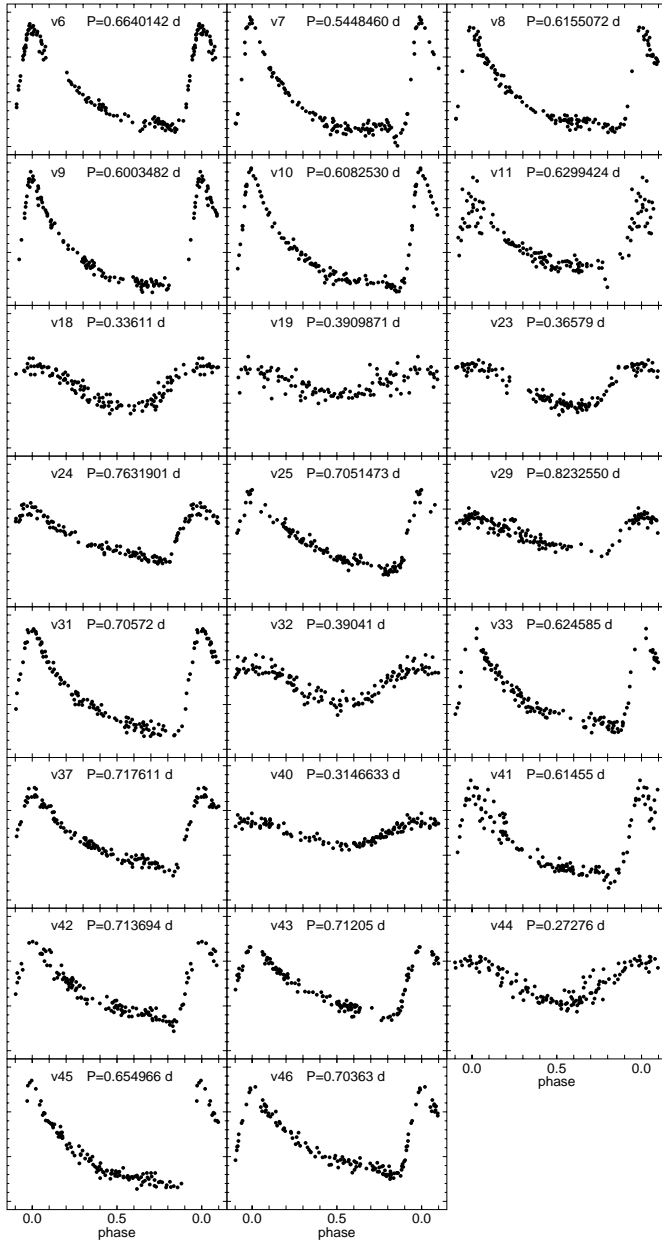 v6 P=0.6640142 d
v7 P=0.5448460 d
v8 P=0.6155072 d
v9 P=0.6003482 d
v10 P=0.6082530 d
v11 P=0.6299424 d
v18 P=0.33611 d
v19 P=0.3909871 d
v23 P=0.36579 d
v24 P=0.7631901 d
v25 P=0.7051473 d
v29 P=0.8232550 d
v31 P=0.70572 d
v32 P=0.39041 d
v33 P=0.624585 d
v37 P=0.717611 d
v40 P=0.3146633 d
v41 P=0.61455 d
v42 P=0.713694 d
v43 P=0.71205 d
v44 P=0.27276 d
0.0 0.5 0.0
phase
v45 P=0.654966 d
v46 P=0.70363 d
0.0 0.5 0.0
phase
0.0 0.5 0.0
phase